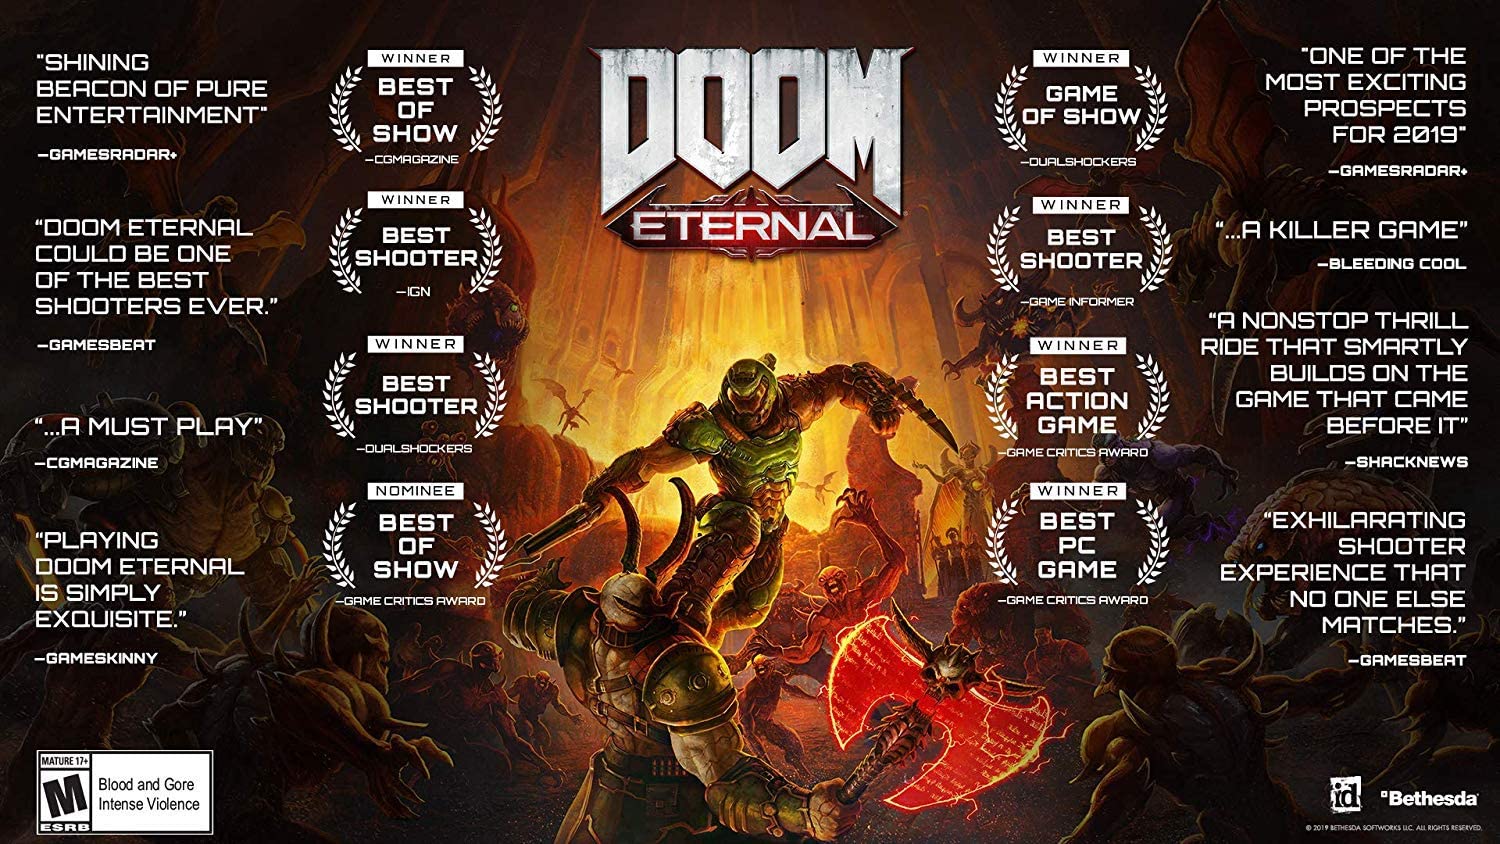 "SHINING
BEACON OF PURE
ENTERTAINMENT"
—GAMESRADAR+
"DOOM ETERNAL
COULD BE ONE
OF THE BEST
SHOOTERS EVER."
—GAMESBEAT
"...A MUST PLAY"
—CGMAGAZINE
"PLAYING
DOOM ETERNAL
IS SIMPLY
EXQUISITE."
—GAMESKINNY
MATURE 17+
M
ESRB
Blood and Gore
Intense Violence
WINNER
BEST
OF
SHOW
—CGMAGAZINE
WINNER
BEST
SHOOTER
—IGN
WINNER
BEST
SHOOTER
—DUALSHOCKERS
NOMINEE
BEST
OF
SHOW
—GAME CRITICS AWARD
DOOM
ETERNAL
WINNER
GAME
OF SHOW
—DUALSHOCKERS
WINNER
BEST
SHOOTER
—GAME INFORMER
WINNER
BEST
ACTION
GAME
—GAME CRITICS AWARD
WINNER
BEST
PC
GAME
—GAME CRITICS AWARD
"ONE OF THE
MOST EXCITING
PROSPECTS
FOR 2019"
—GAMESRADAR+
"...A KILLER GAME"
—BLEEDING COOL
"A NONSTOP THRILL
RIDE THAT SMARTLY
BUILDS ON THE
GAME THAT CAME
BEFORE IT"
—SHACKNEWS
"EXHILARATING
SHOOTER
EXPERIENCE THAT
NO ONE ELSE
MATCHES."
—GAMESBEAT
id
Bethesda
© 2019 BETHESDA SOFTWORKS LLC. ALL RIGHTS RESERVED.